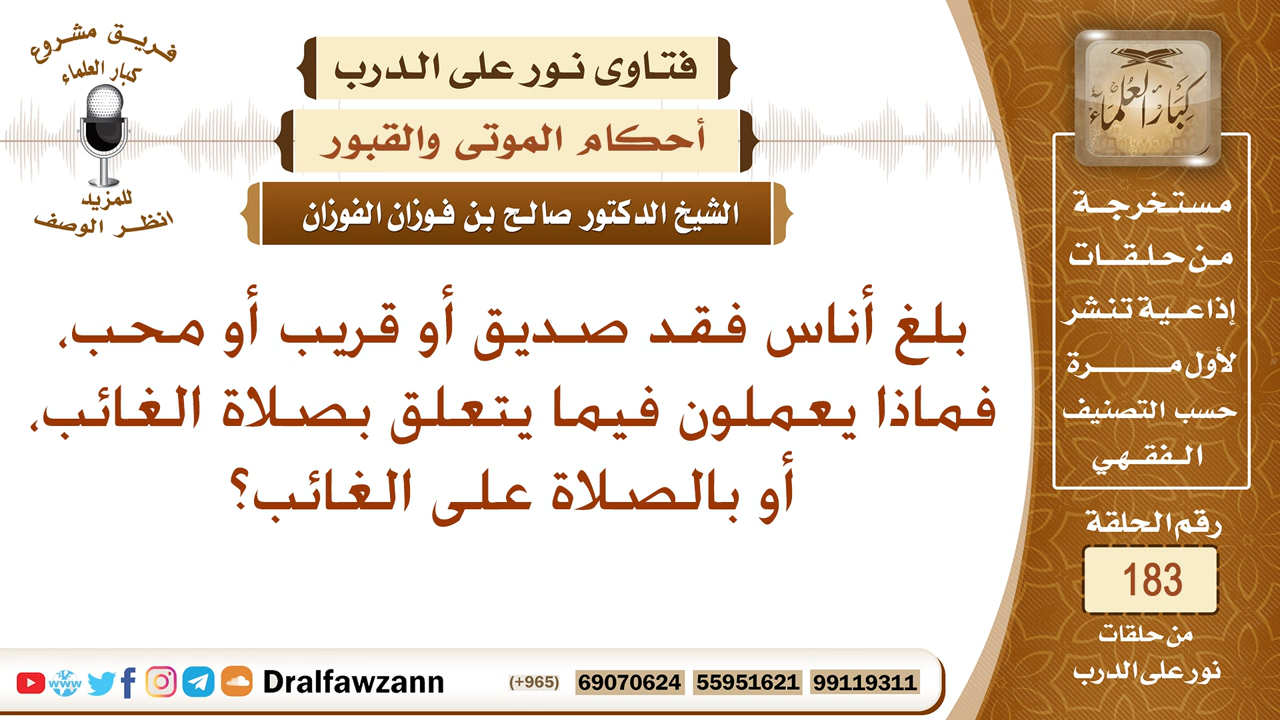 فريق مشروع
كبار العلماء
للمزيد
انظر الوصف
فتاوى نور على الدرب
أحكام الموتى والقبور
الشيخ الدكتور صالح بن فوزان الفوزان
بلغ أناس فقد صديق أو قريب أو محب،
فماذا يعملون فيما يتعلق بصلاة الغائب،
أو بالصلاة على الغائب؟
كبار العلماء
مستخرجة
من حلقات
إذاعية تنشر
لأول مرة
حسب التصنيف
الفقهي
رقم الحلقة
183
من حلقات
نور على الدرب
www
Dralfawzann
(+965) 69070624 55951621 99119311